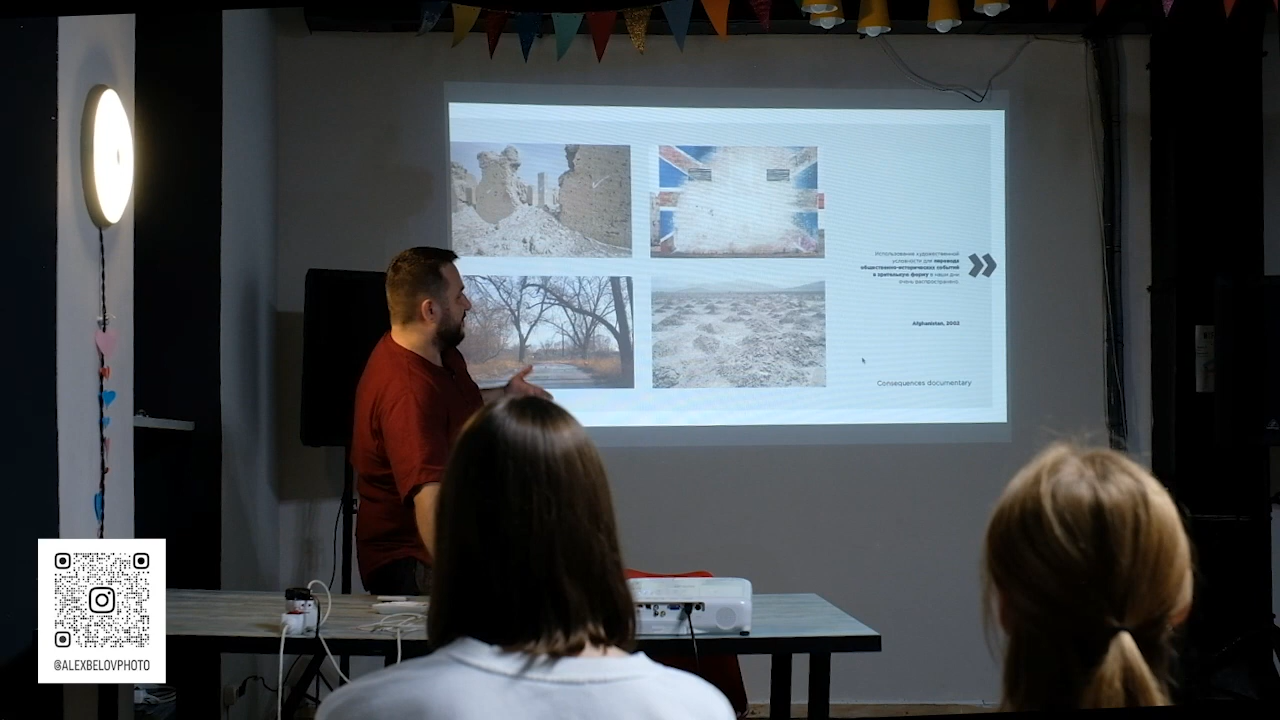 Использование художественной
условности для перевода
общественно-исторических событий
в зрительную форму в наши дни
очень распространено.
Afghanistan, 2002
Consequences documentary
@ALEXBELOVPHOTO